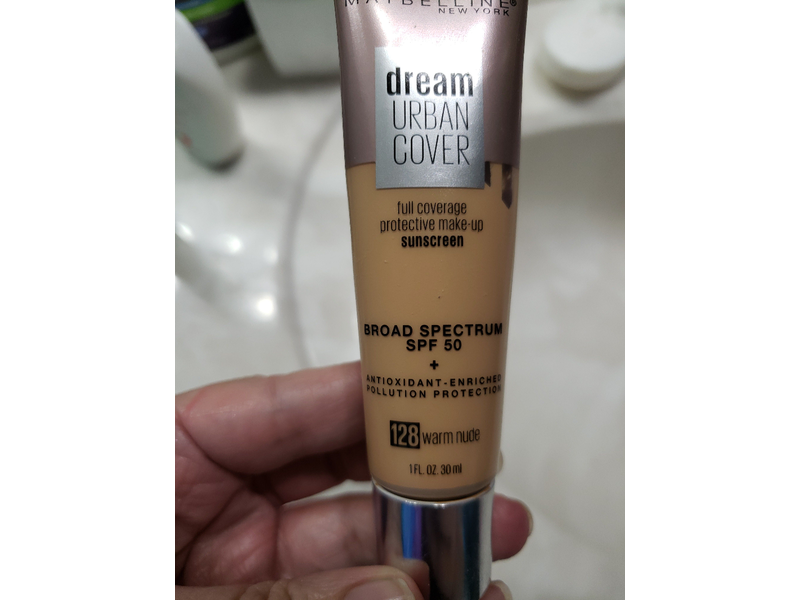 MAYBELLINE®
NEW YORK
dream
URBAN
COVER
full coverage
protective make-up
sunscreen
BROAD SPECTRUM
SPF 50
+
ANTIOXIDANT-ENRICHED
POLLUTION PROTECTION
128 warm nude
1 FL. OZ. 30 ml